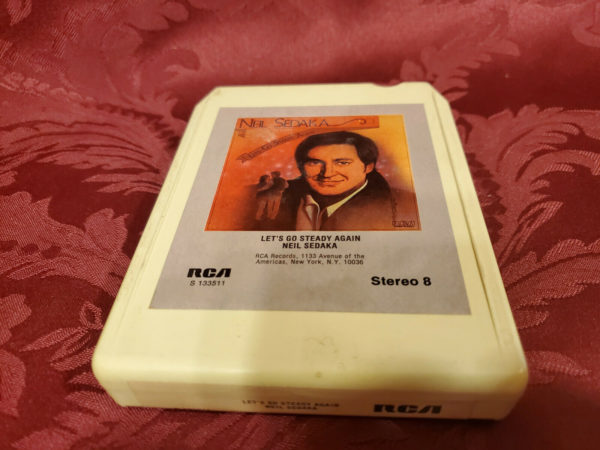 NEIL SEDAKA
LET'S GO STEADY AGAIN
NEIL SEDAKA
RCA Records, 1133 Avenue of the
Americas, New York, N.Y. 10036
RCA
S 133511
Stereo 8
LET'S GO STEADY AGAIN
NEIL SEDAKA
RCA